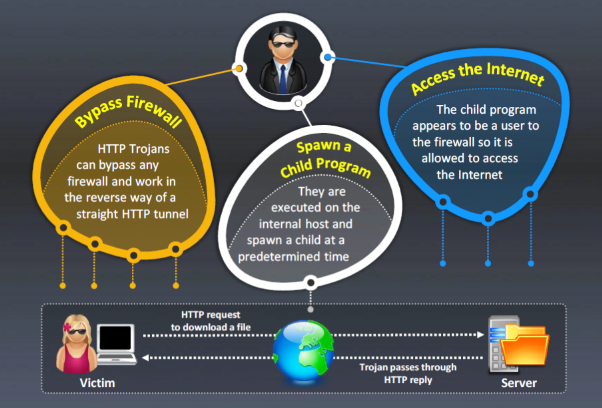 Bypass Firewall
HTTP Trojans
can bypass any
firewall and work in
the reverse way of a
straight HTTP tunnel
Spawn a
Child Program
They are
executed on the
internal host and
spawn a child at a
predetermined time
Access the Internet
The child program
appears to be a user to
the firewall so it is
allowed to access
the Internet
HTTP request
to download a file
Trojan passes through
HTTP reply
Victim
Server